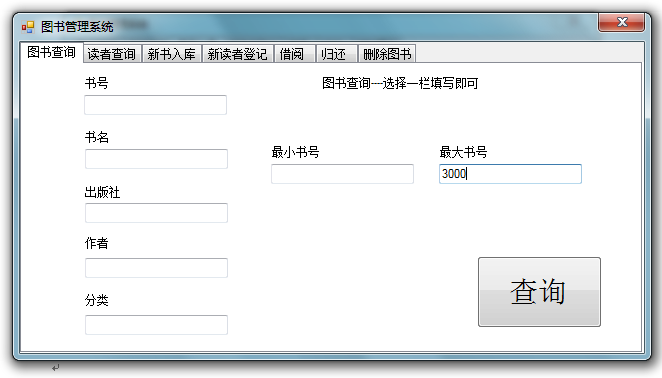 图书管理系统
图书查询 读者查询 新书入库 新读者登记 借阅 归还 删除图书
书号
图书查询---选择一栏填写即可
书名
最小书号 最大书号
3000
出版社
作者
查询
分类